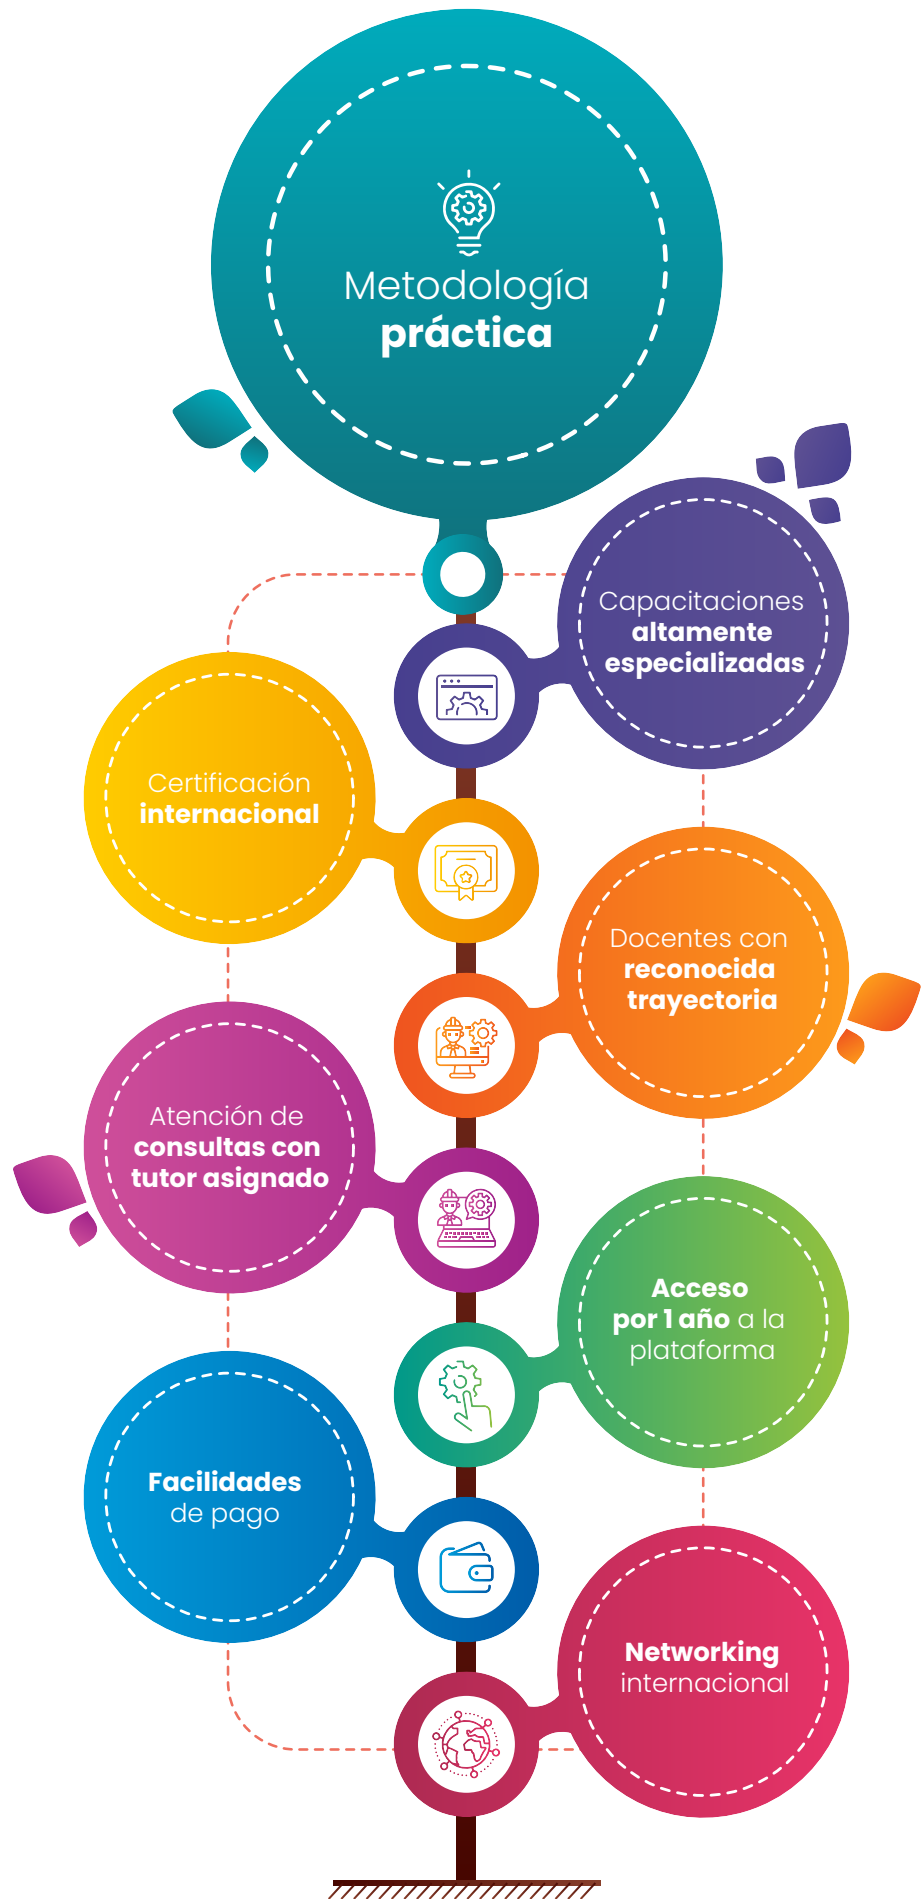 Metodología
práctica
Capacitaciones
altamente
especializadas
Certificación
internacional
Docentes con
reconocida
trayectoria
Atención de
consultas con
tutor asignado
Acceso
por 1 año a la
plataforma
Facilidades
de pago
Networking
internacional